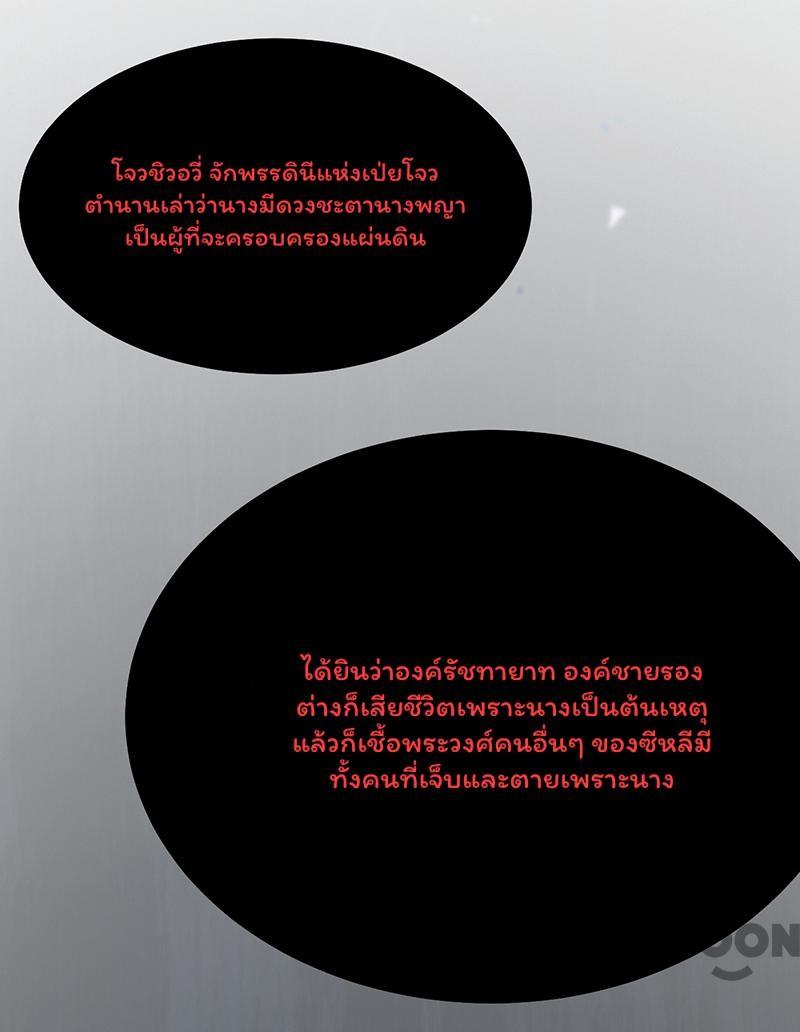 โจวชิวอวี่ จักพรรดินีแห่งเป่ยโจว
ตำนานเล่าว่านางมีดวงชะตานางพญา
เป็นผู้ที่จะครอบครองแผ่นดิน
ได้ยินว่าองค์รัชทายาท องค์ชายรอง
ต่างก็เสียชีวิตเพราะนางเป็นต้นเหตุ
แล้วก็เชื้อพระวงศ์คนอื่นๆ ของซีหลีมี
ทั้งคนที่เจ็บและตายเพราะนาง
OON